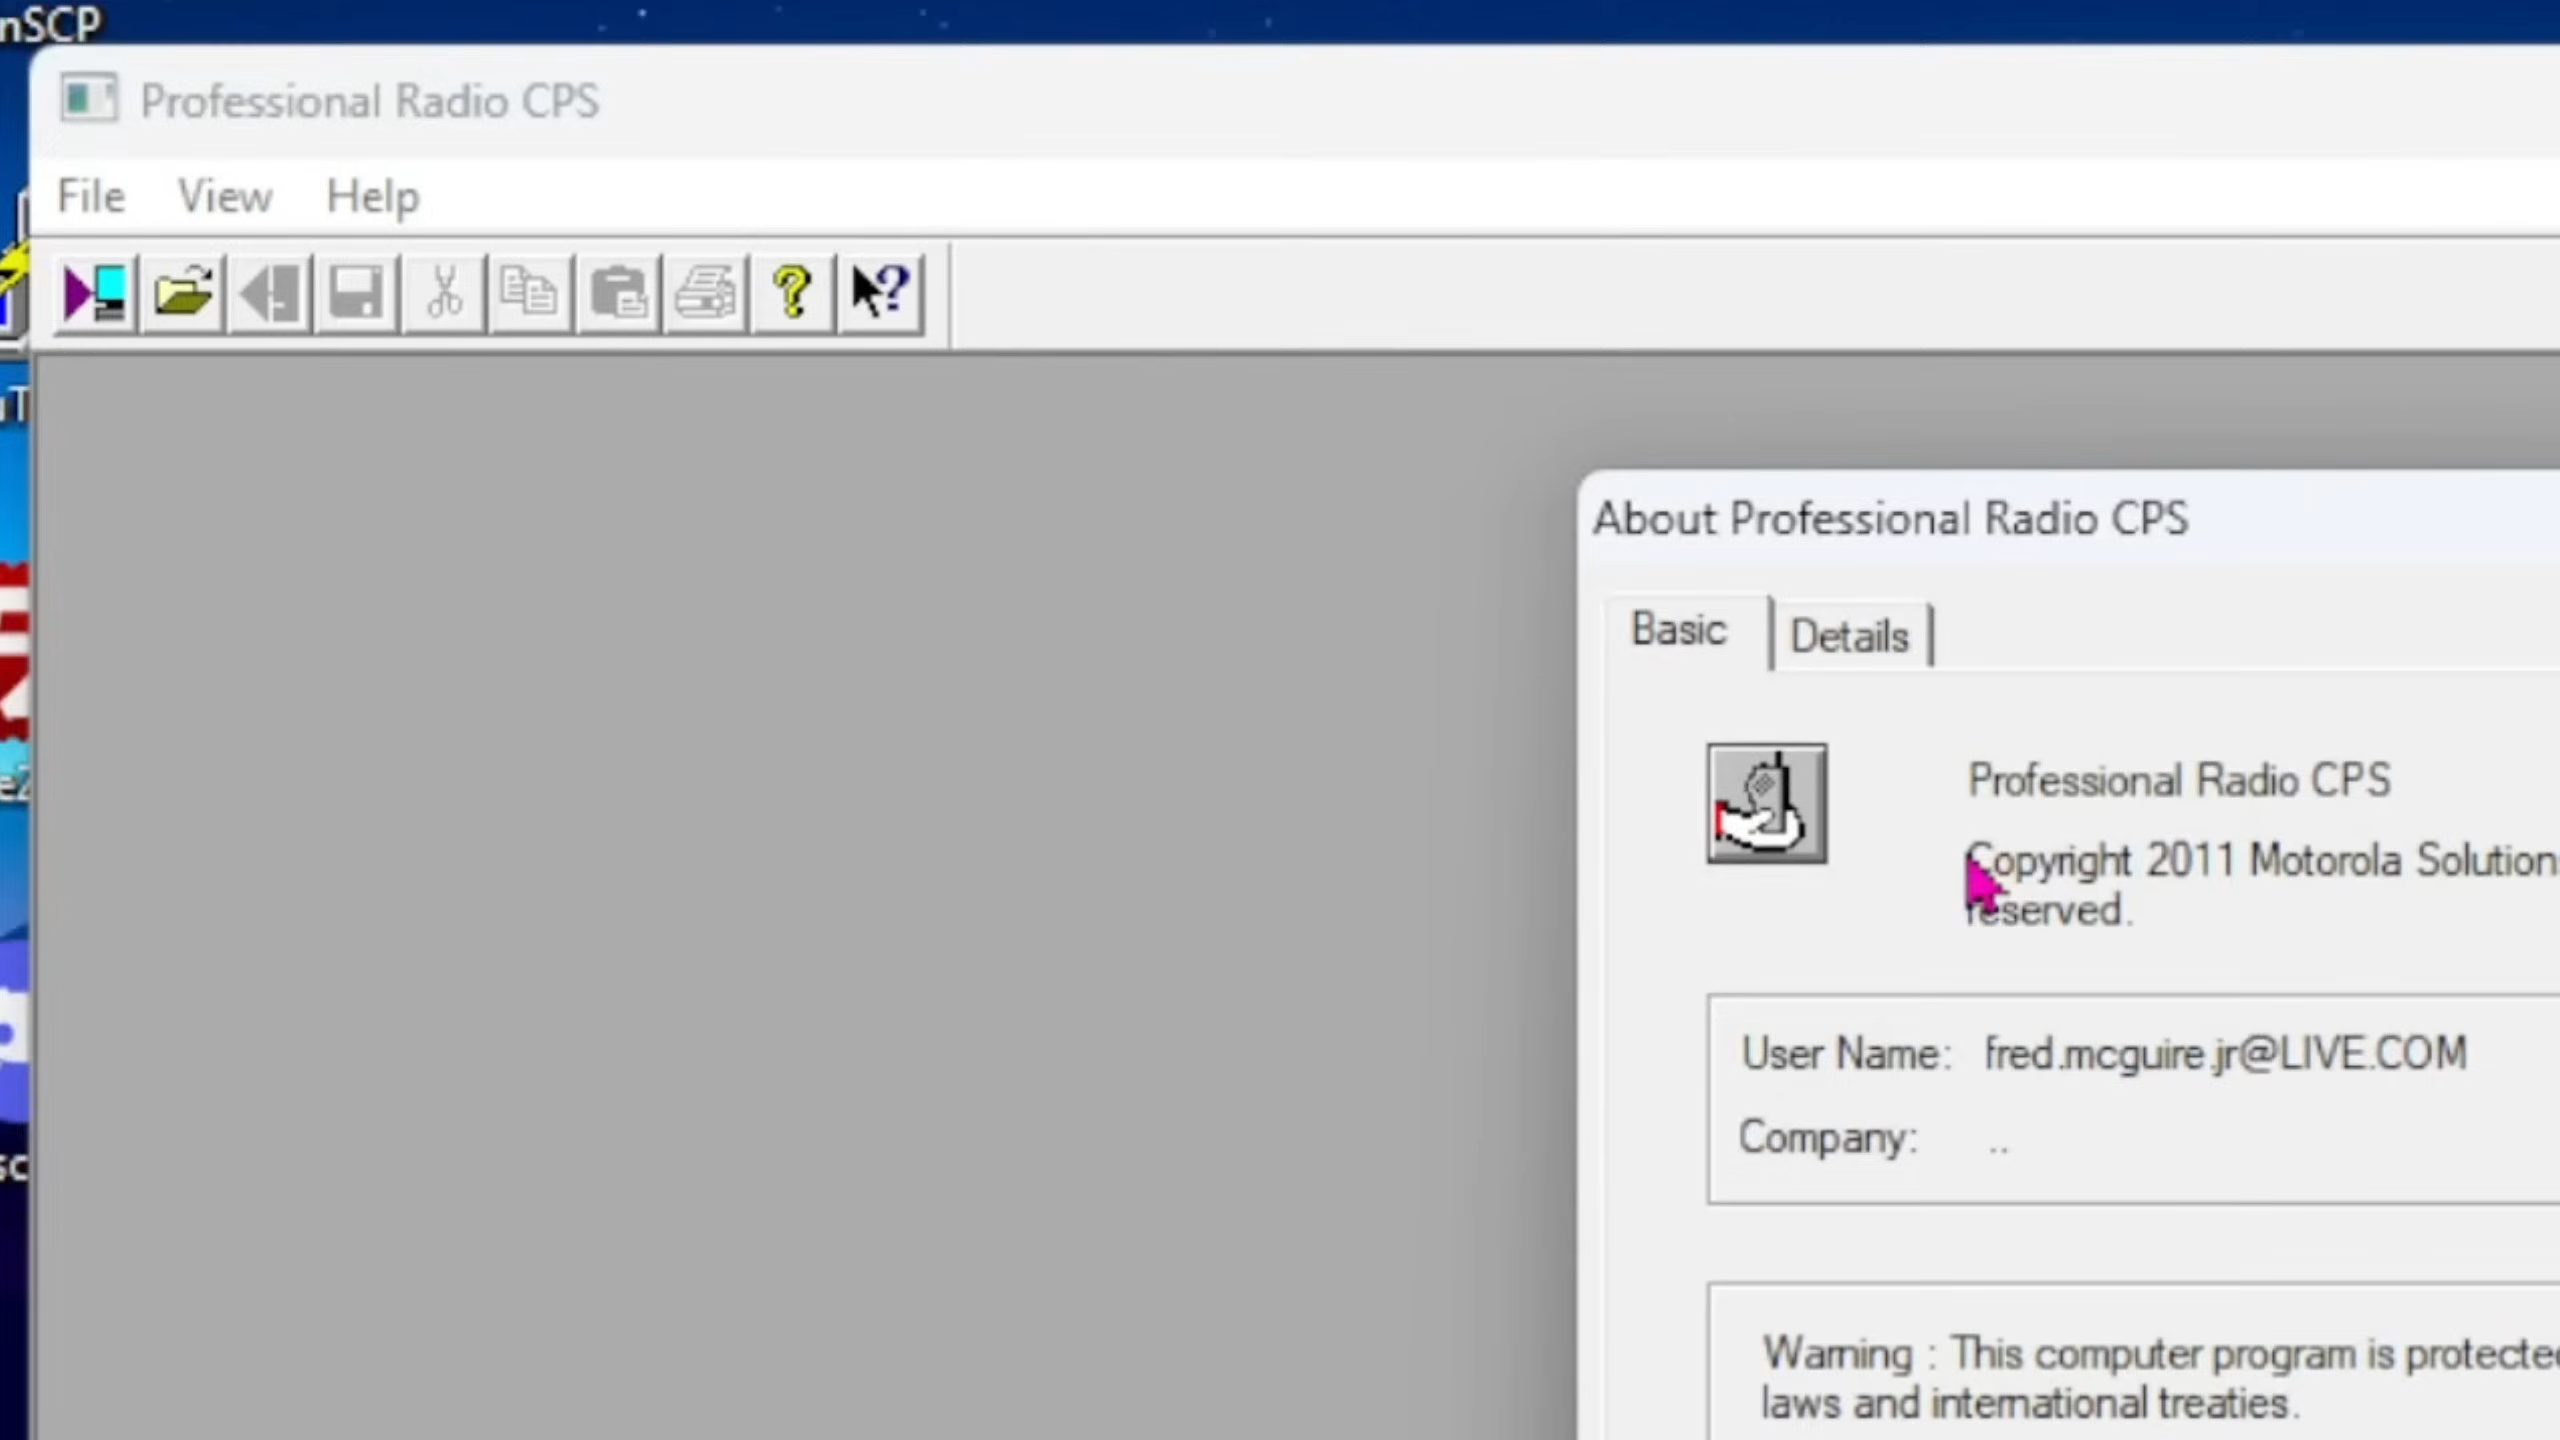 nSCP
Professional Radio CPS
File View Help
About Professional Radio CPS
Basic Details
Professional Radio CPS
Copyright 2011 Motorola Solution
reserved.
User Name: fred.mcguire.jr@LIVE.COM
Company: ..
Warning : This computer program is protected
laws and international treaties.